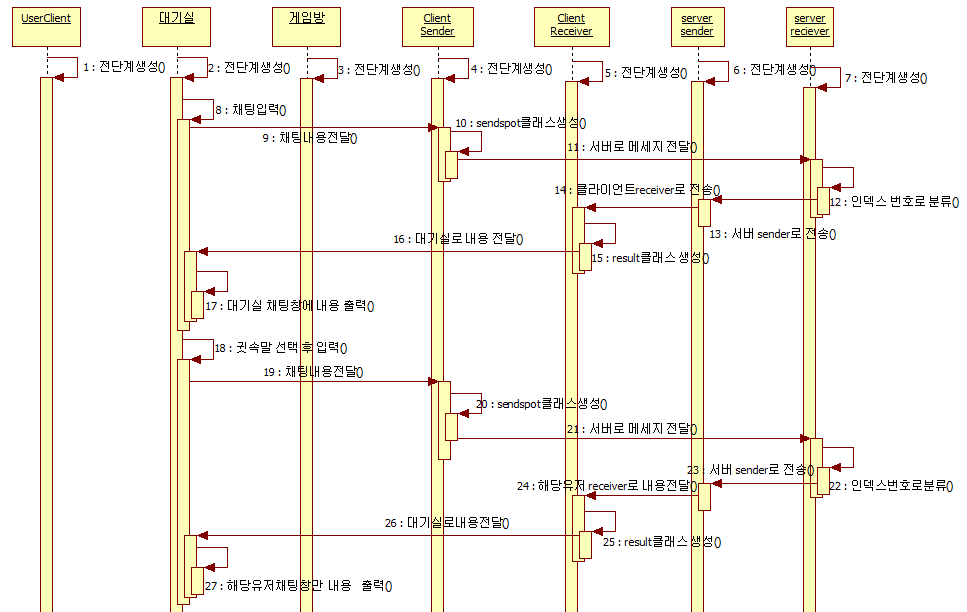 UserClient
대기실
게임방
Client
Sender
Client
Receiver
server
sender
server
reciever
1 : 전단계생성()
2 : 전단계생성()
3 : 전단계생성()
4 : 전단계생성()
5 : 전단계생성()
6 : 전단계생성()
7 : 전단계생성()
8 : 채팅입력()
9 : 채팅내용전달()
10 : sendspot클래스생성()
11 : 서버로 메세지 전달()
12 : 인덱스 번호로 분류()
13 : 서버 sender로 전송()
14 : 클라이언트receiver로 전송()
15 : result클래스 생성()
16 : 대기실로 내용 전달()
17 : 대기실 채팅창에 내용 출력()
18 : 귓속말 선택 후 입력()
19 : 채팅내용전달()
20 : sendspot클래스생성()
21 : 서버로 메세지 전달()
22 : 인덱스번호로분류()
23 : 서버 sender로 전송()
24 : 해당유저 receiver로 내용전달()
25 : result클래스 생성()
26 : 대기실로내용전달()
27 : 해당유저채팅창만 내용 출력()